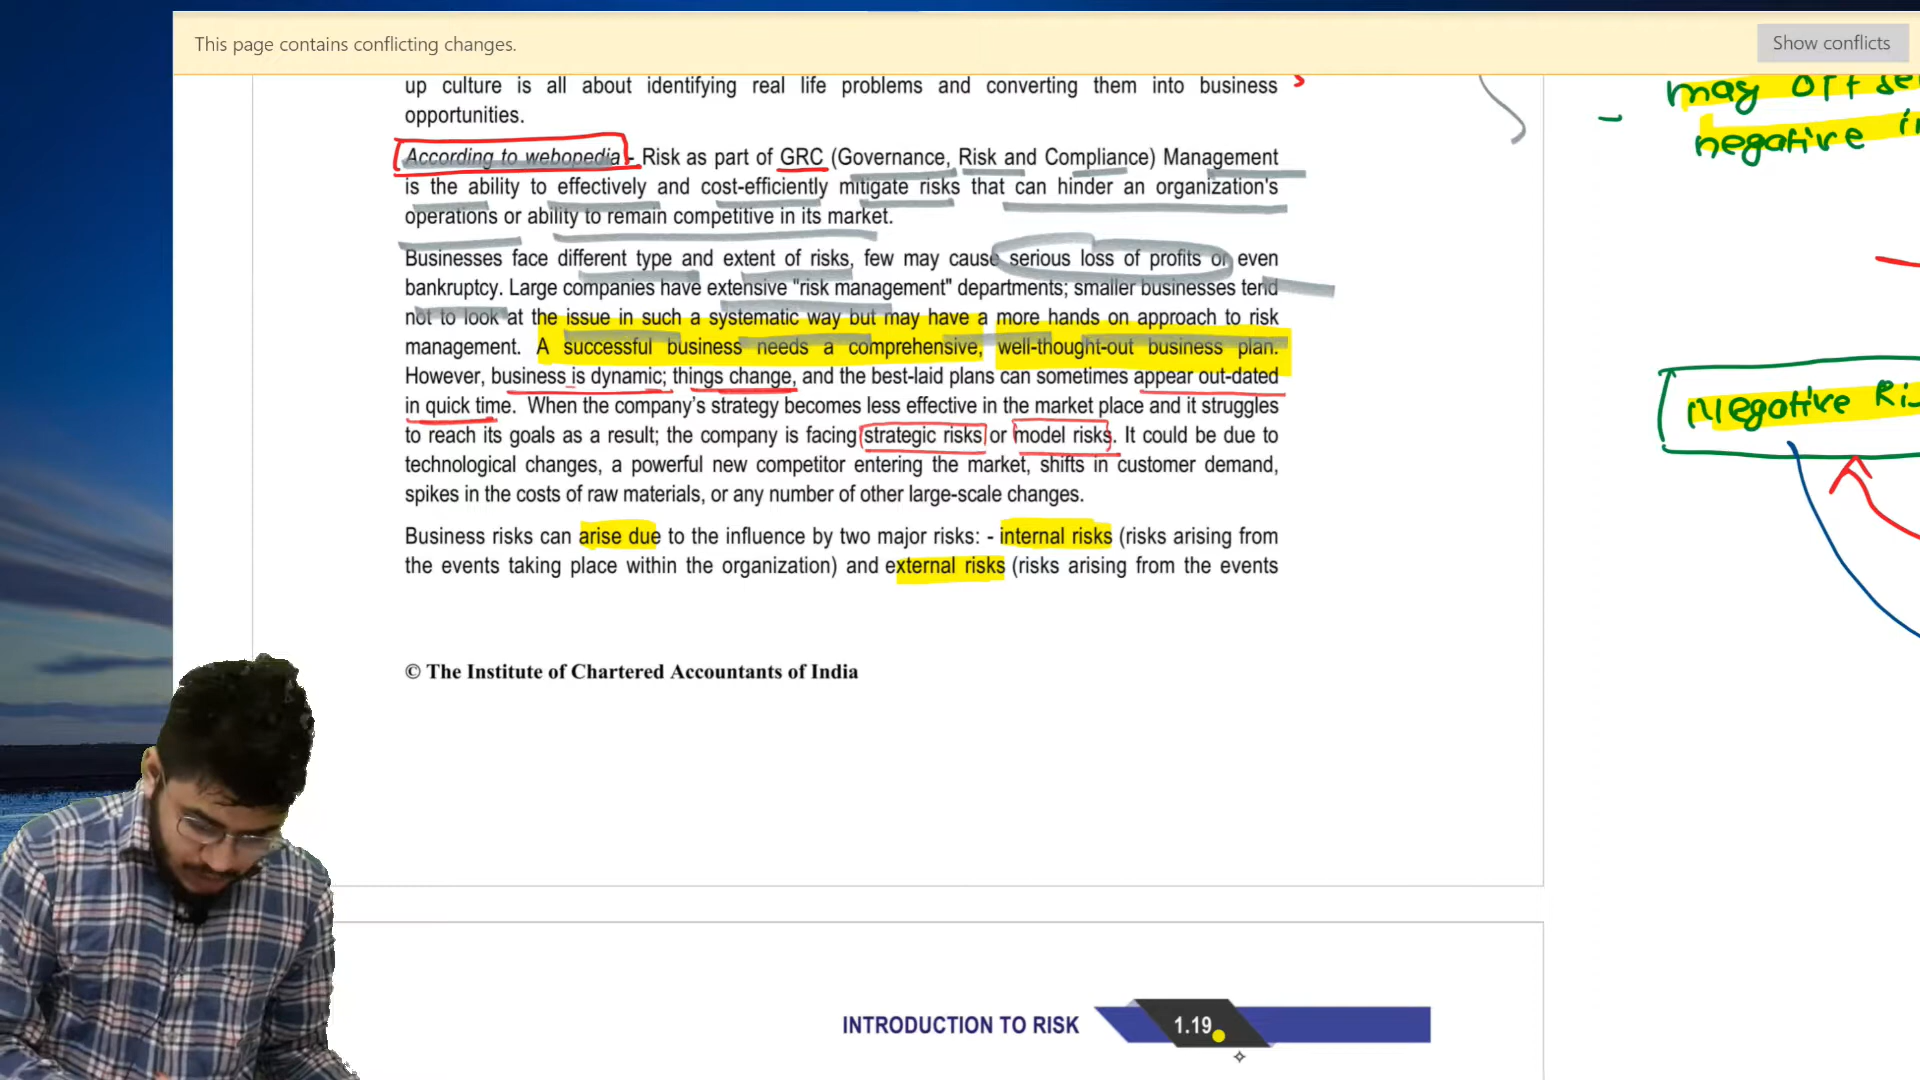 This page contains conflicting changes.
Show conflicts
up culture is all about identifying real life problems and converting them into business
opportunities.
According to webopedia - Risk as part of GRC (Governance, Risk and Compliance) Management
is the ability to effectively and cost-efficiently mitigate risks that can hinder an organization's
operations or ability to remain competitive in its market.
Businesses face different type and extent of risks, few may cause serious loss of profits or even
bankruptcy. Large companies have extensive "risk management" departments; smaller businesses tend
not to look at the issue in such a systematic way but may have a more hands on approach to risk
management. A successful business needs a comprehensive, well-thought-out business plan.
However, business is dynamic; things change, and the best-laid plans can sometimes appear out-dated
in quick time. When the company's strategy becomes less effective in the market place and it struggles
to reach its goals as a result; the company is facing strategic risks or model risks. It could be due to
technological changes, a powerful new competitor entering the market, shifts in customer demand,
spikes in the costs of raw materials, or any number of other large-scale changes.
Business risks can arise due to the influence by two major risks: - internal risks (risks arising from
the events taking place within the organization) and external risks (risks arising from the events
© The Institute of Chartered Accountants of India
INTRODUCTION TO RISK 1.19
may
- negative
Negative